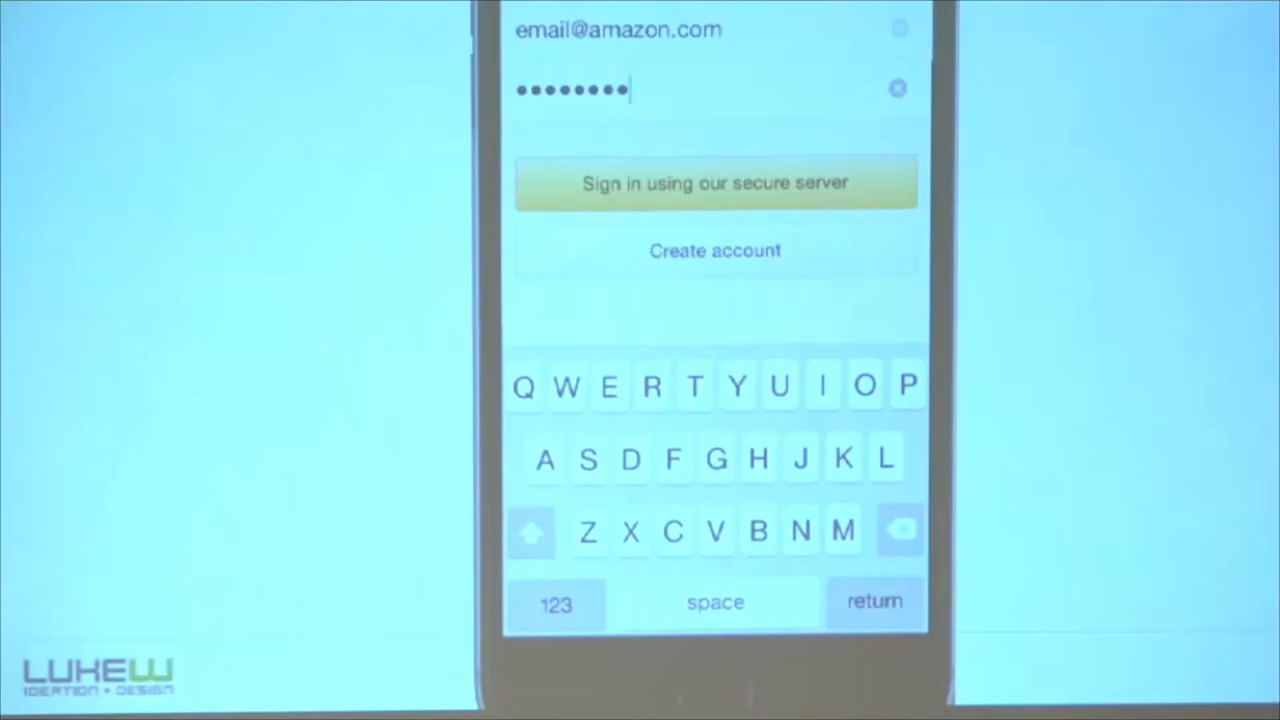 email@amazon.com
••••••••
Sign in using our secure server
Create account
Q W E R T Y U I O P
A S D F G H J K L
Z X C V B N M
123 space return
LUKEW
IDEATION + DESIGN